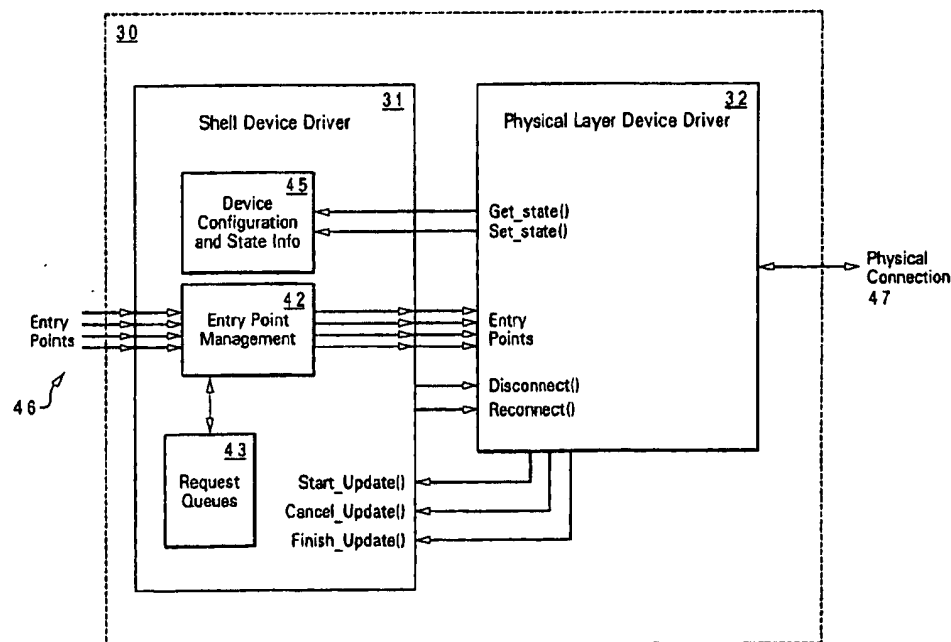 30
31
Shell Device Driver
45
Device
Configuration
and State Info
42
Entry Point
Management
43
Request
Queues
Entry
Points
46
32
Physical Layer Device Driver
Get_state()
Set_state()
Entry
Points
Disconnect()
Reconnect()
Start_Update()
Cancel_Update()
Finish_Update()
Physical
Connection
47